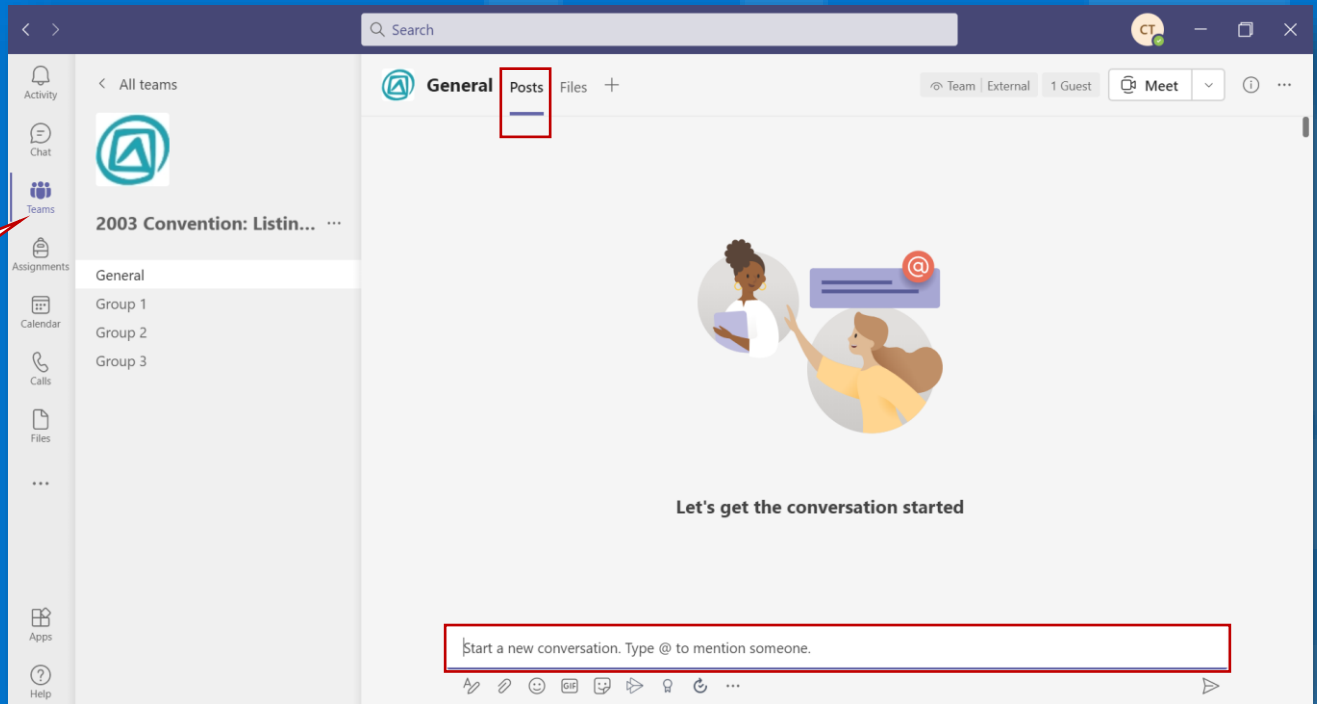 Search
CT
Activity
Chat
Teams
Assignments
Calendar
Calls
Files
Apps
Help
All teams
2003 Convention: Listin...
General
Group 1
Group 2
Group 3
General Posts Files
Team | External 1 Guest Meet
@
Let's get the conversation started
Start a new conversation. Type @ to mention someone.
GIF